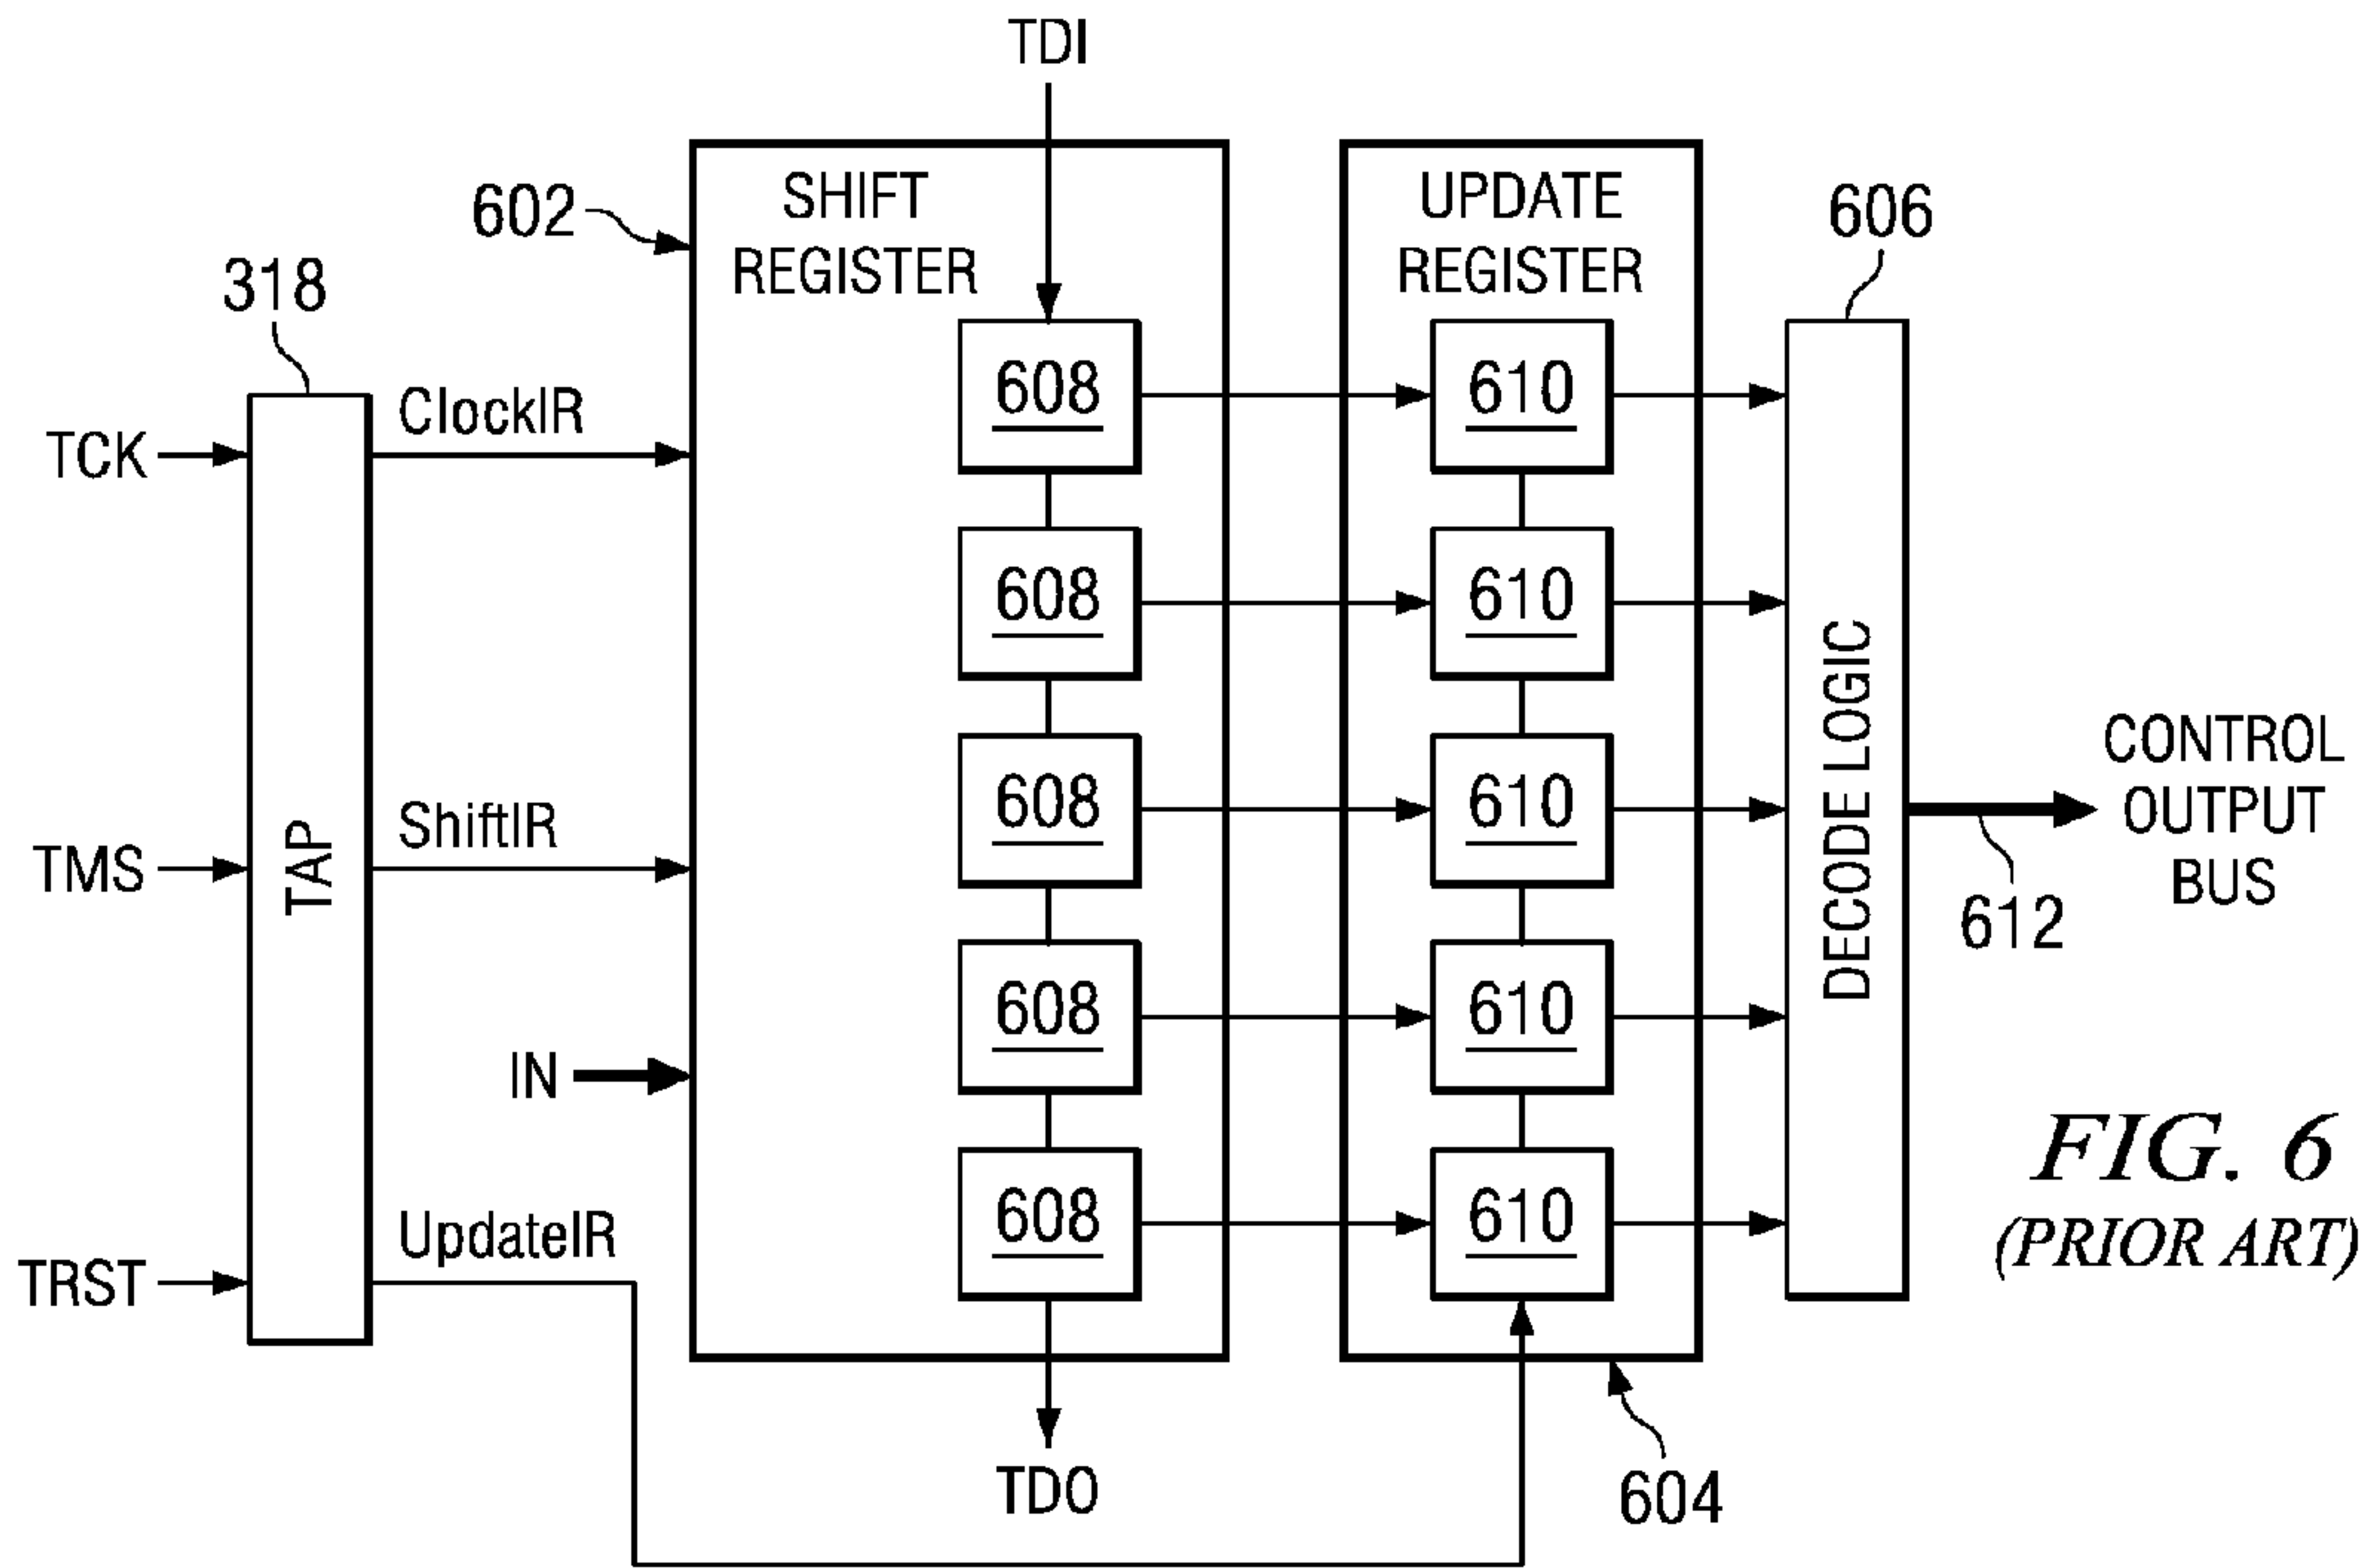 TDI
602
SHIFT
REGISTER
UPDATE
REGISTER
606
318
TCK
ClockIR
608
610
608
610
TMS
TAP
ShiftIR
608
610
DECODE LOGIC
CONTROL
OUTPUT
BUS
612
IN
608
610
TRST
UpdateIR
608
610
FIG. 6
(PRIOR ART)
TDO
604